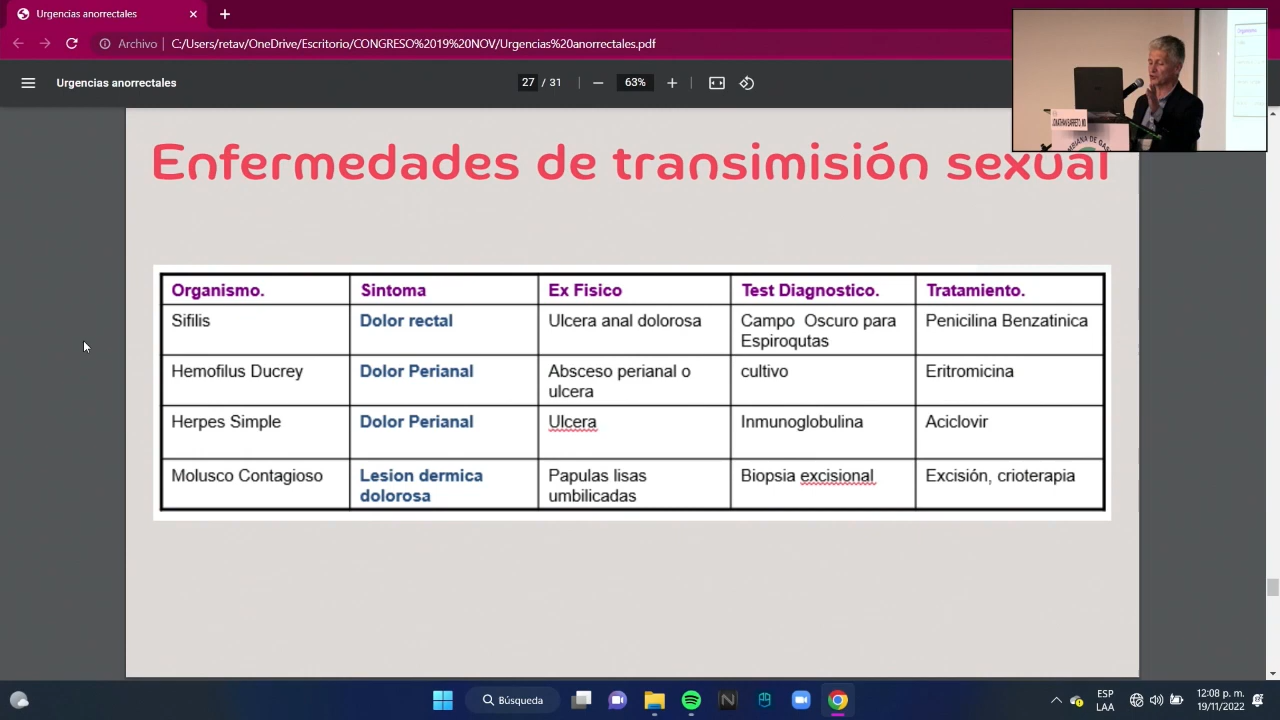 Urgencias anorrectales
Archivo | C:/Users/retav/OneDrive/Escritorio/CONGRESO%2019%20NOV/Urgencias%20anorrectales.pdf
Urgencias anorrectales
27 / 31
63%
JONATHAN BARRETO, MD
Enfermedades de transimisión sexual
Organismo. Sintoma Ex Fisico Test Diagnostico. Tratamiento.
Sifilis Dolor rectal Ulcera anal dolorosa Campo Oscuro para Penicilina Benzatinica
Espiroqutas
Hemofilus Ducrey Dolor Perianal Absceso perianal o cultivo Eritromicina
ulcera
Herpes Simple Dolor Perianal Ulcera Inmunoglobulina Aciclovir
Molusco Contagioso Lesion dermica Papulas lisas Biopsia excisional Excisión, crioterapia
dolorosa umbilicadas
Búsqueda
ESP 12:08 p. m.
LAA 19/11/2022